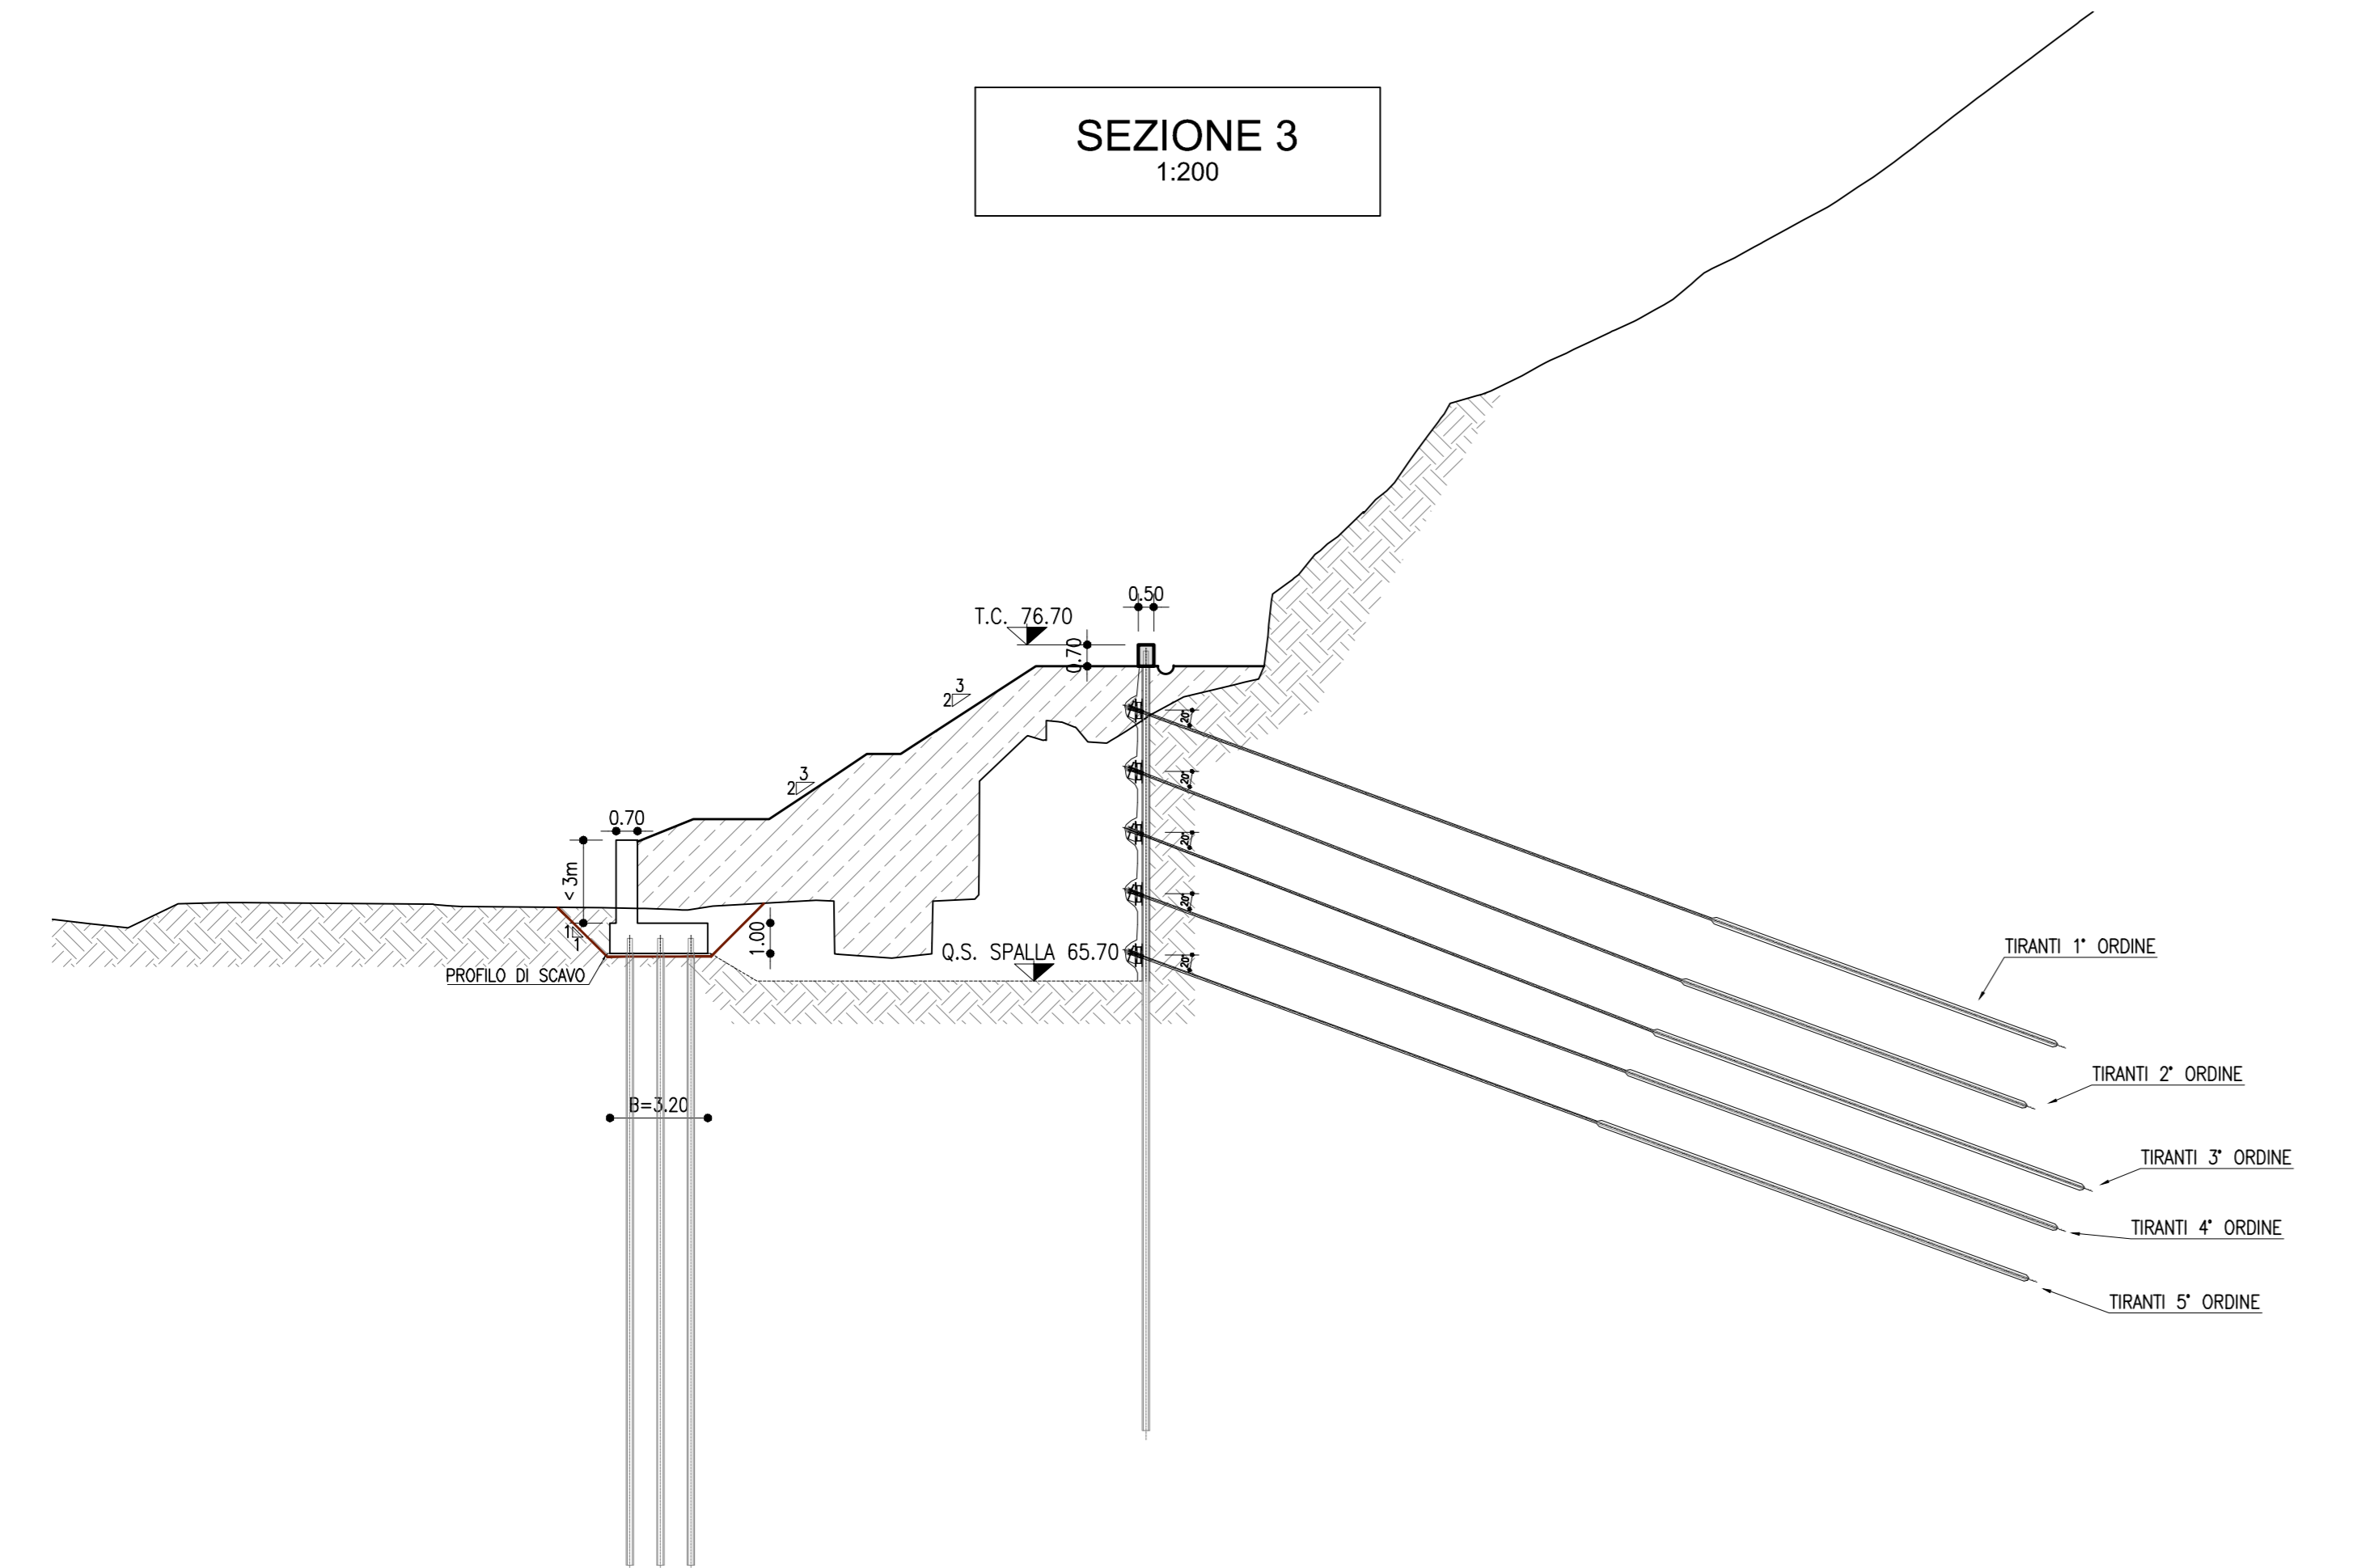 SEZIONE 3
1:200
0.50
T.C. 76.70
0.70
3
2
3
2
20°
20°
20°
20°
20°
0.70
< 3m
1
1
1.00
Q.S. SPALLA 65.70
PROFILO DI SCAVO
B=3.20
TIRANTI 1° ORDINE
TIRANTI 2° ORDINE
TIRANTI 3° ORDINE
TIRANTI 4° ORDINE
TIRANTI 5° ORDINE